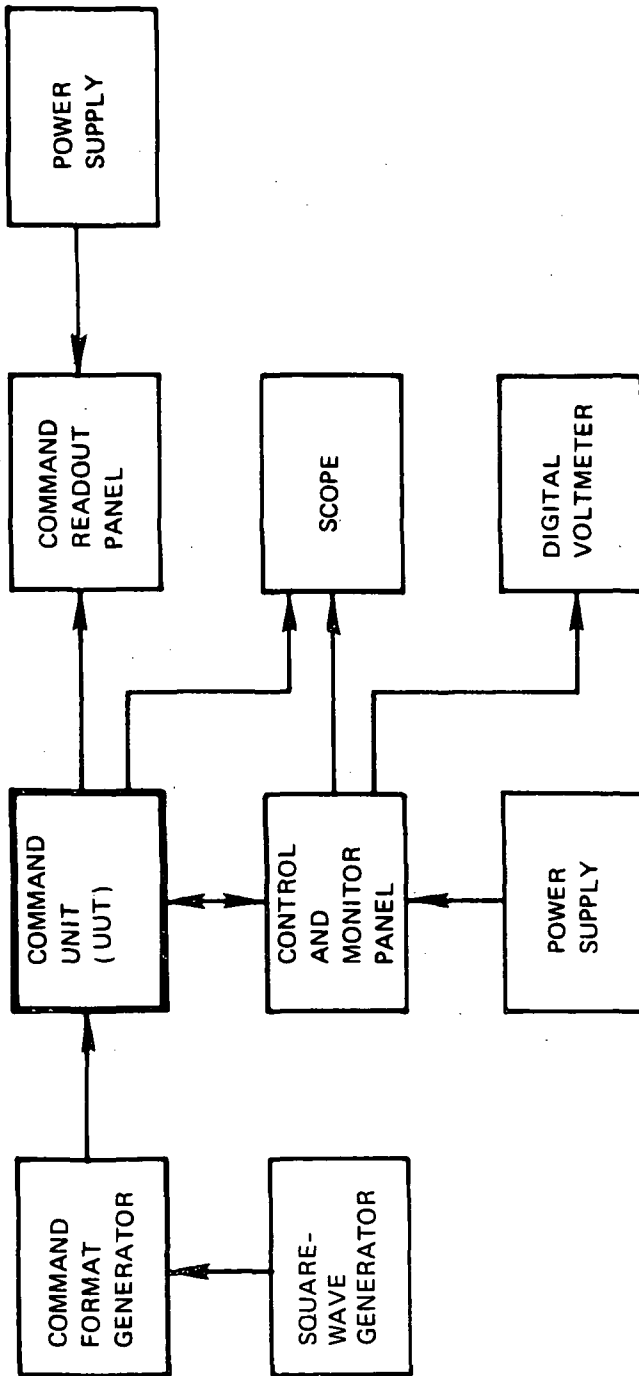 COMMAND
FORMAT
GENERATOR
COMMAND
UNIT
(UUT)
COMMAND
READOUT
PANEL
POWER
SUPPLY
SQUARE-
WAVE
GENERATOR
CONTROL
AND
MONITOR
PANEL
SCOPE
POWER
SUPPLY
DIGITAL
VOLTMETER